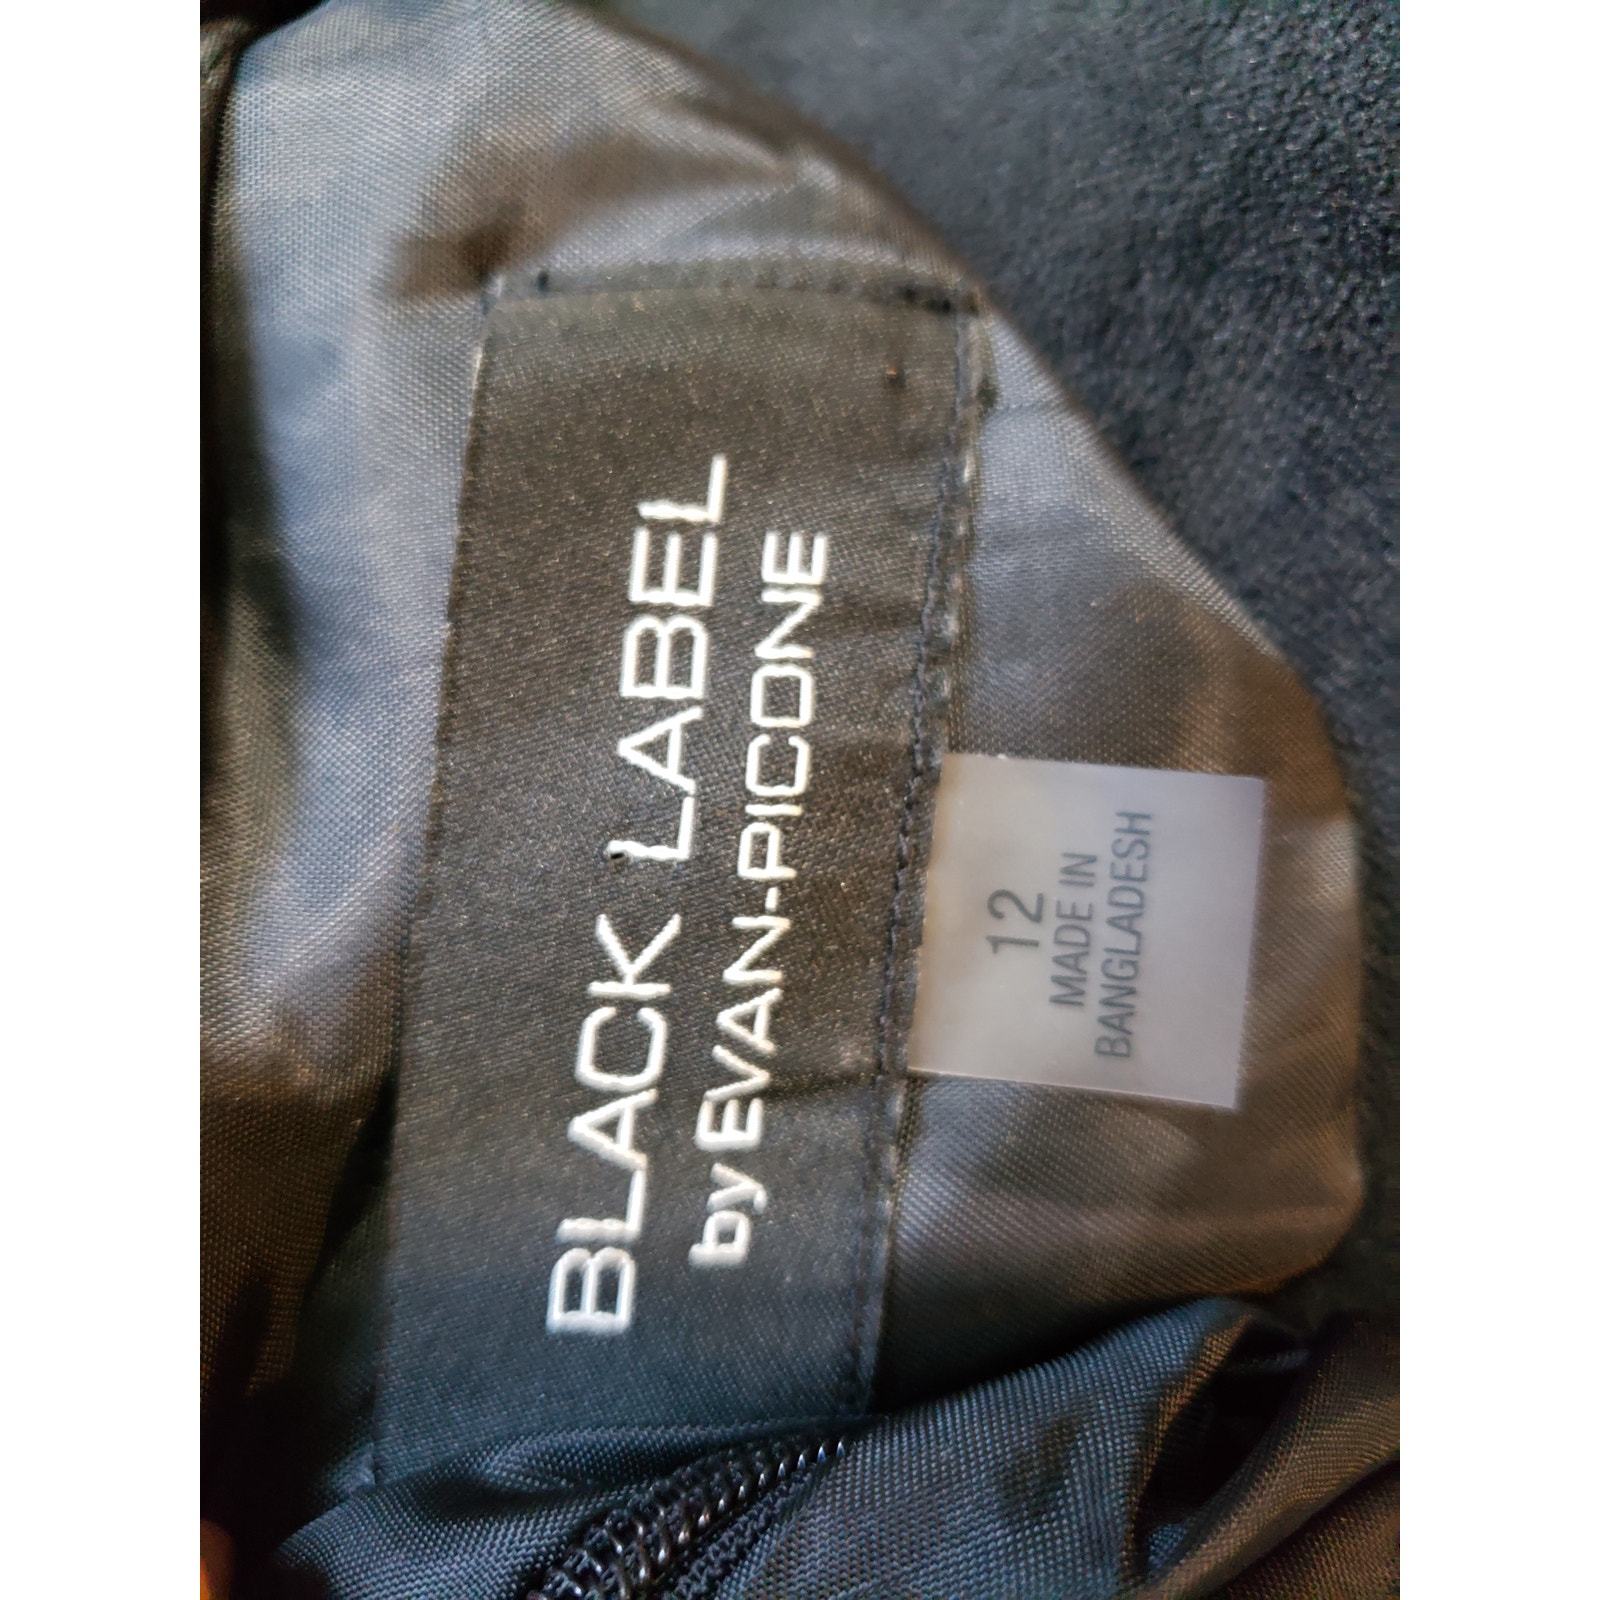 BLACK LABEL
by EVAN-PICONE
12
MADE IN
BANGLADESH